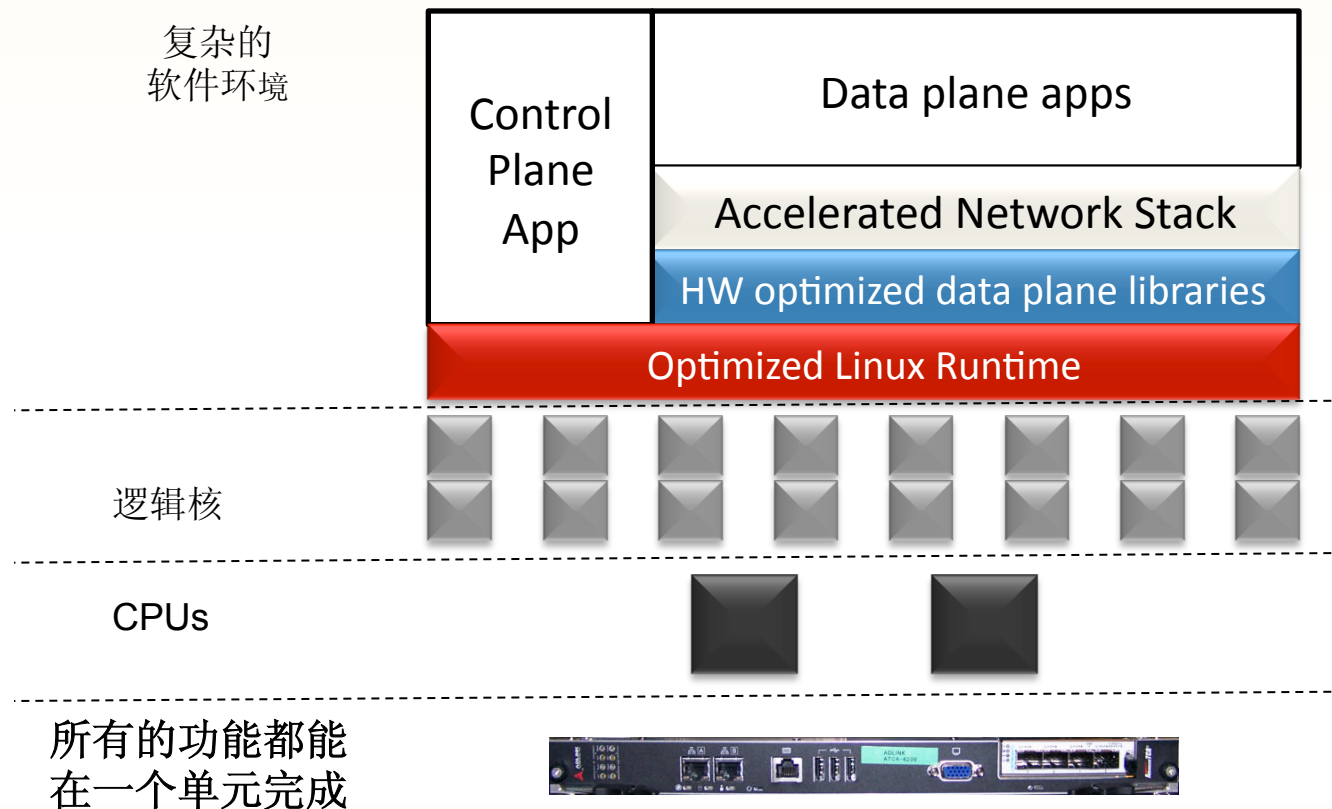 复杂的
软件环境
Control
Plane
App
Data plane apps
Accelerated Network Stack
HW optimized data plane libraries
Optimized Linux Runtime
逻辑核
CPUs
所有的功能都能
在一个单元完成
ADLINK
A
B
ADLINK